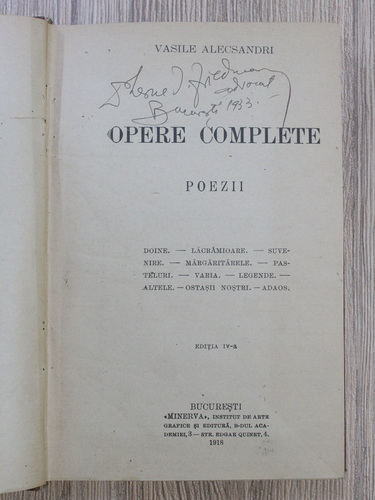 VASILE ALECSANDRI
Friedman
advocat
București 1933.
OPERE COMPLETE
POEZII
DOINE. — LĂCRĂMIOARE. — SUVE-
NIRE. — MĂRGĂRITĂRELE. — PAS-
TELURI. — VARIA. — LEGENDE. —
ALTELE. — OSTAȘII NOȘTRI. — ADAOS.
EDIȚIA IV-a
BUCUREȘTI
«MINERVA», INSTITUT DE ARTE
GRAFICE ȘI EDITURĂ, B-DUL ACA-
DEMIEI, 3 — STR. EDGAR QUINET, 4.
1918